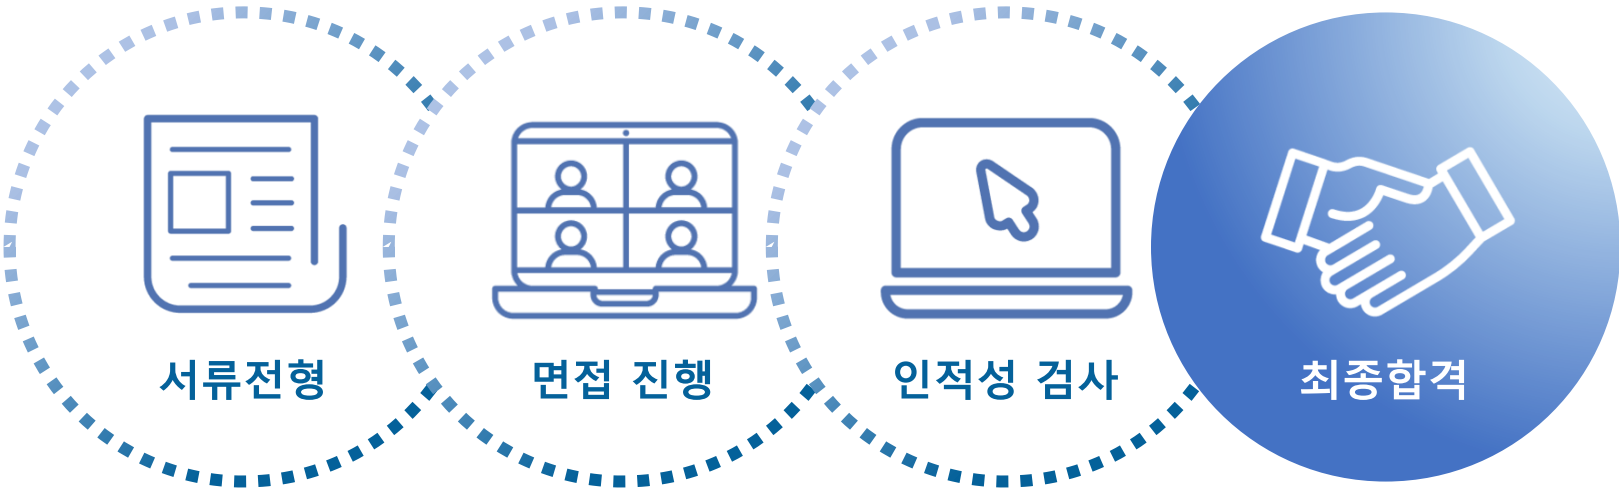 서류전형
면접 진행
인적성 검사
최종합격